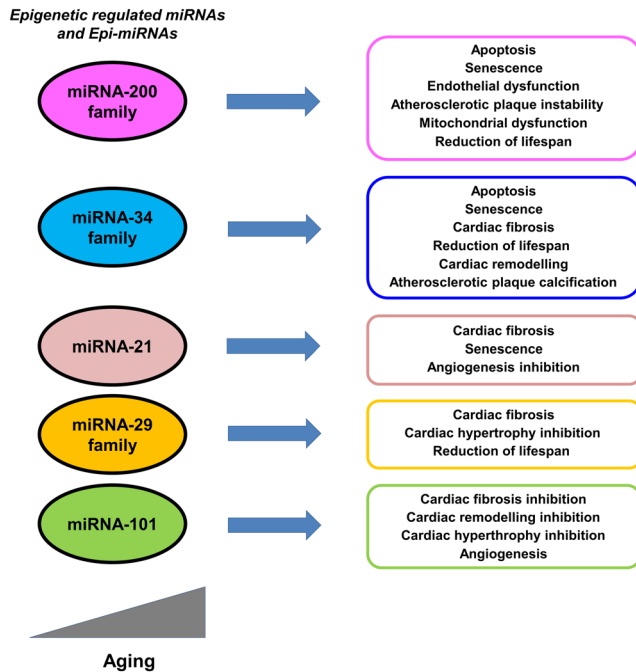 Epigenetic regulated miRNAs
and Epi-miRNAs
miRNA-200
family
Apoptosis
Senescence
Endothelial dysfunction
Atherosclerotic plaque instability
Mitochondrial dysfunction
Reduction of lifespan
miRNA-34
family
Apoptosis
Senescence
Cardiac fibrosis
Reduction of lifespan
Cardiac remodelling
Atherosclerotic plaque calcification
miRNA-21
Cardiac fibrosis
Senescence
Angiogenesis inhibition
miRNA-29
family
Cardiac fibrosis
Cardiac hypertrophy inhibition
Reduction of lifespan
miRNA-101
Cardiac fibrosis inhibition
Cardiac remodelling inhibition
Cardiac hyperthrophy inhibition
Angiogenesis
Aging